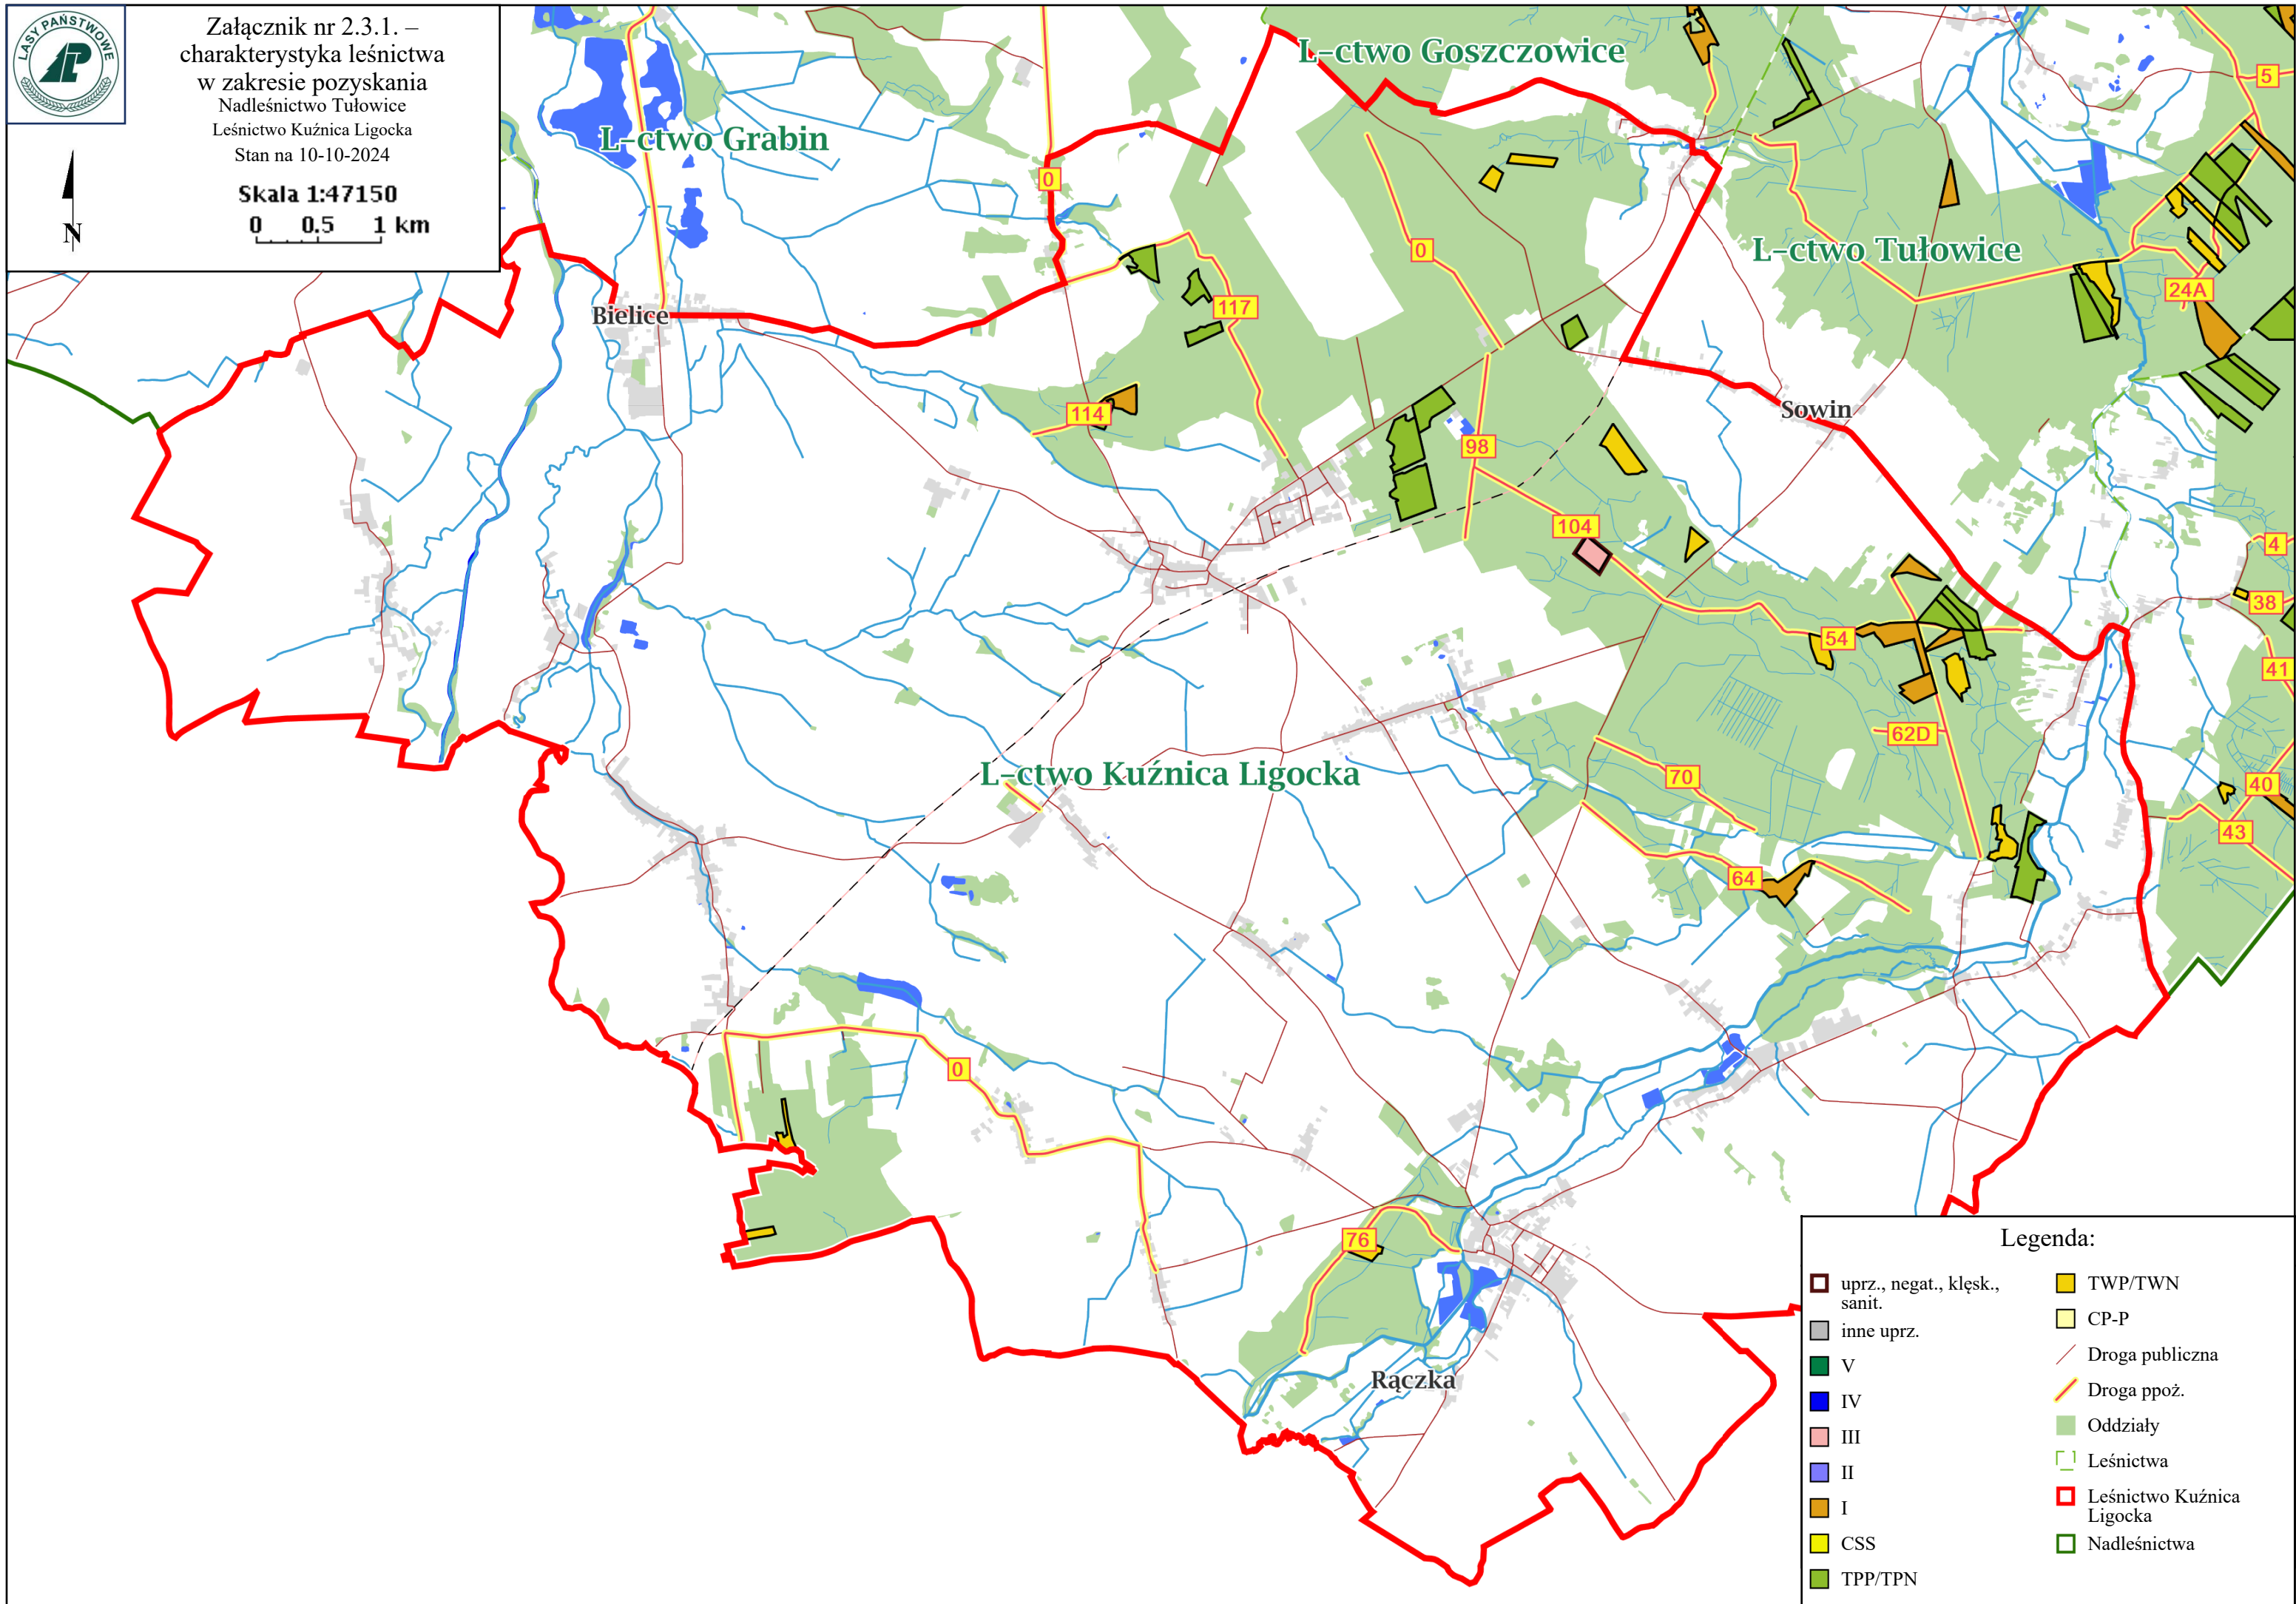 LASY PAŃSTWOWE
Załącznik nr 2.3.1. –
charakterystyka leśnictwa
w zakresie pozyskania
Nadleśnictwo Tułowice
Leśnictwo Kuźnica Ligocka
Stan na 10-10-2024
Skala 1:47150
0 0.5 1 km
N
L-ctwo Goszczowice
L-ctwo Grabin
L-ctwo Tułowice
5
0
0
117
24A
Bielice
114
98
Sowin
104
4
38
54
41
62D
L-ctwo Kuźnica Ligocka
70
40
43
64
0
76
Rączka
Legenda:
uprz., negat., klęsk.,
sanit.
inne uprz.
V
IV
III
II
I
CSS
TPP/TPN
TWP/TWN
CP-P
Droga publiczna
Droga ppoż.
Oddziały
Leśnictwa
Leśnictwo Kuźnica
Ligocka
Nadleśnictwa